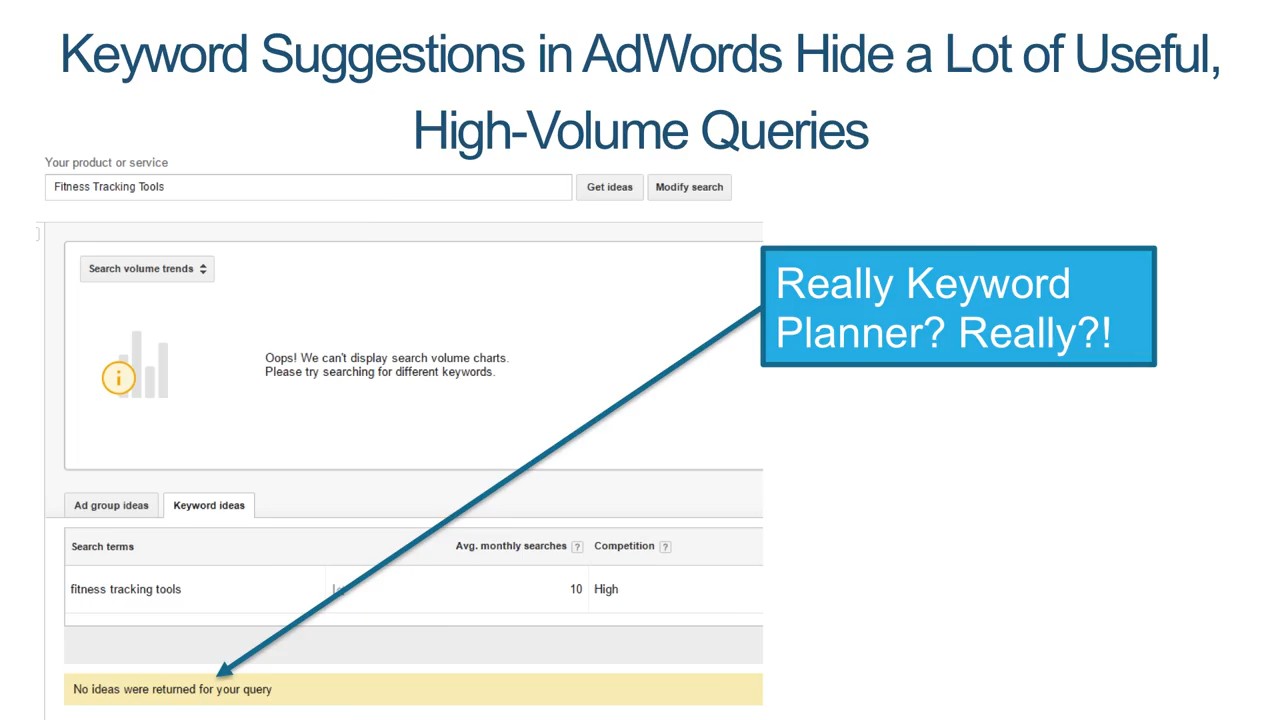 Keyword Suggestions in AdWords Hide a Lot of Useful,
High-Volume Queries
Your product or service
Fitness Tracking Tools
Get ideas
Modify search
Search volume trends
Really Keyword
Planner? Really?!
i
Oops! We can't display search volume charts.
Please try searching for different keywords.
Ad group ideas
Keyword ideas
Search terms
Avg. monthly searches ?
Competition ?
fitness tracking tools
10
High
No ideas were returned for your query